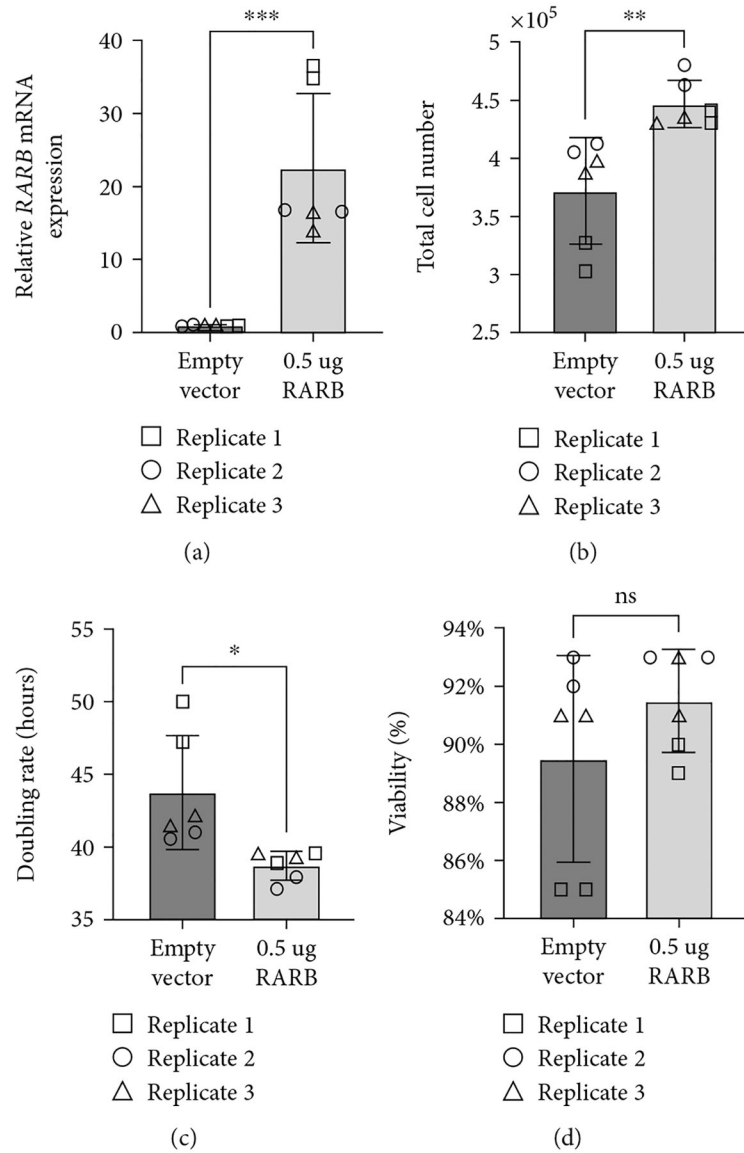 ***
Relative RARB mRNA
expression
40
30
20
10
0
Empty
vector
0.5 ug
RARB
Replicate 1
Replicate 2
Replicate 3
(a)
×10⁵
**
Total cell number
5
4.5
4
3.5
3
2.5
Empty
vector
0.5 ug
RARB
Replicate 1
Replicate 2
Replicate 3
(b)
*
Doubling rate (hours)
55
50
45
40
35
Empty
vector
0.5 ug
RARB
Replicate 1
Replicate 2
Replicate 3
(c)
ns
Viability (%)
94%
92%
90%
88%
86%
84%
Empty
vector
0.5 ug
RARB
Replicate 1
Replicate 2
Replicate 3
(d)